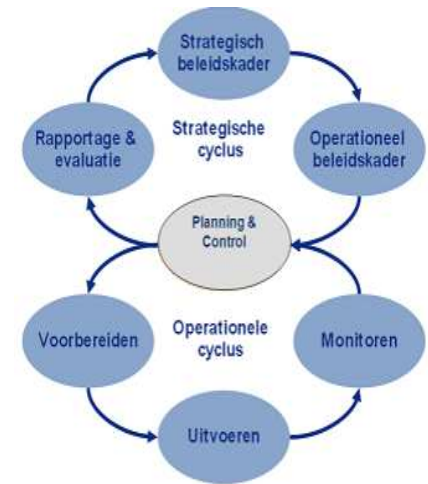 Strategisch
beleidskader
Rapportage &
evaluatie
Strategische
cyclus
Operationeel
beleidskader
Planning &
Control
Voorbereiden
Operationele
cyclus
Monitoren
Uitvoeren